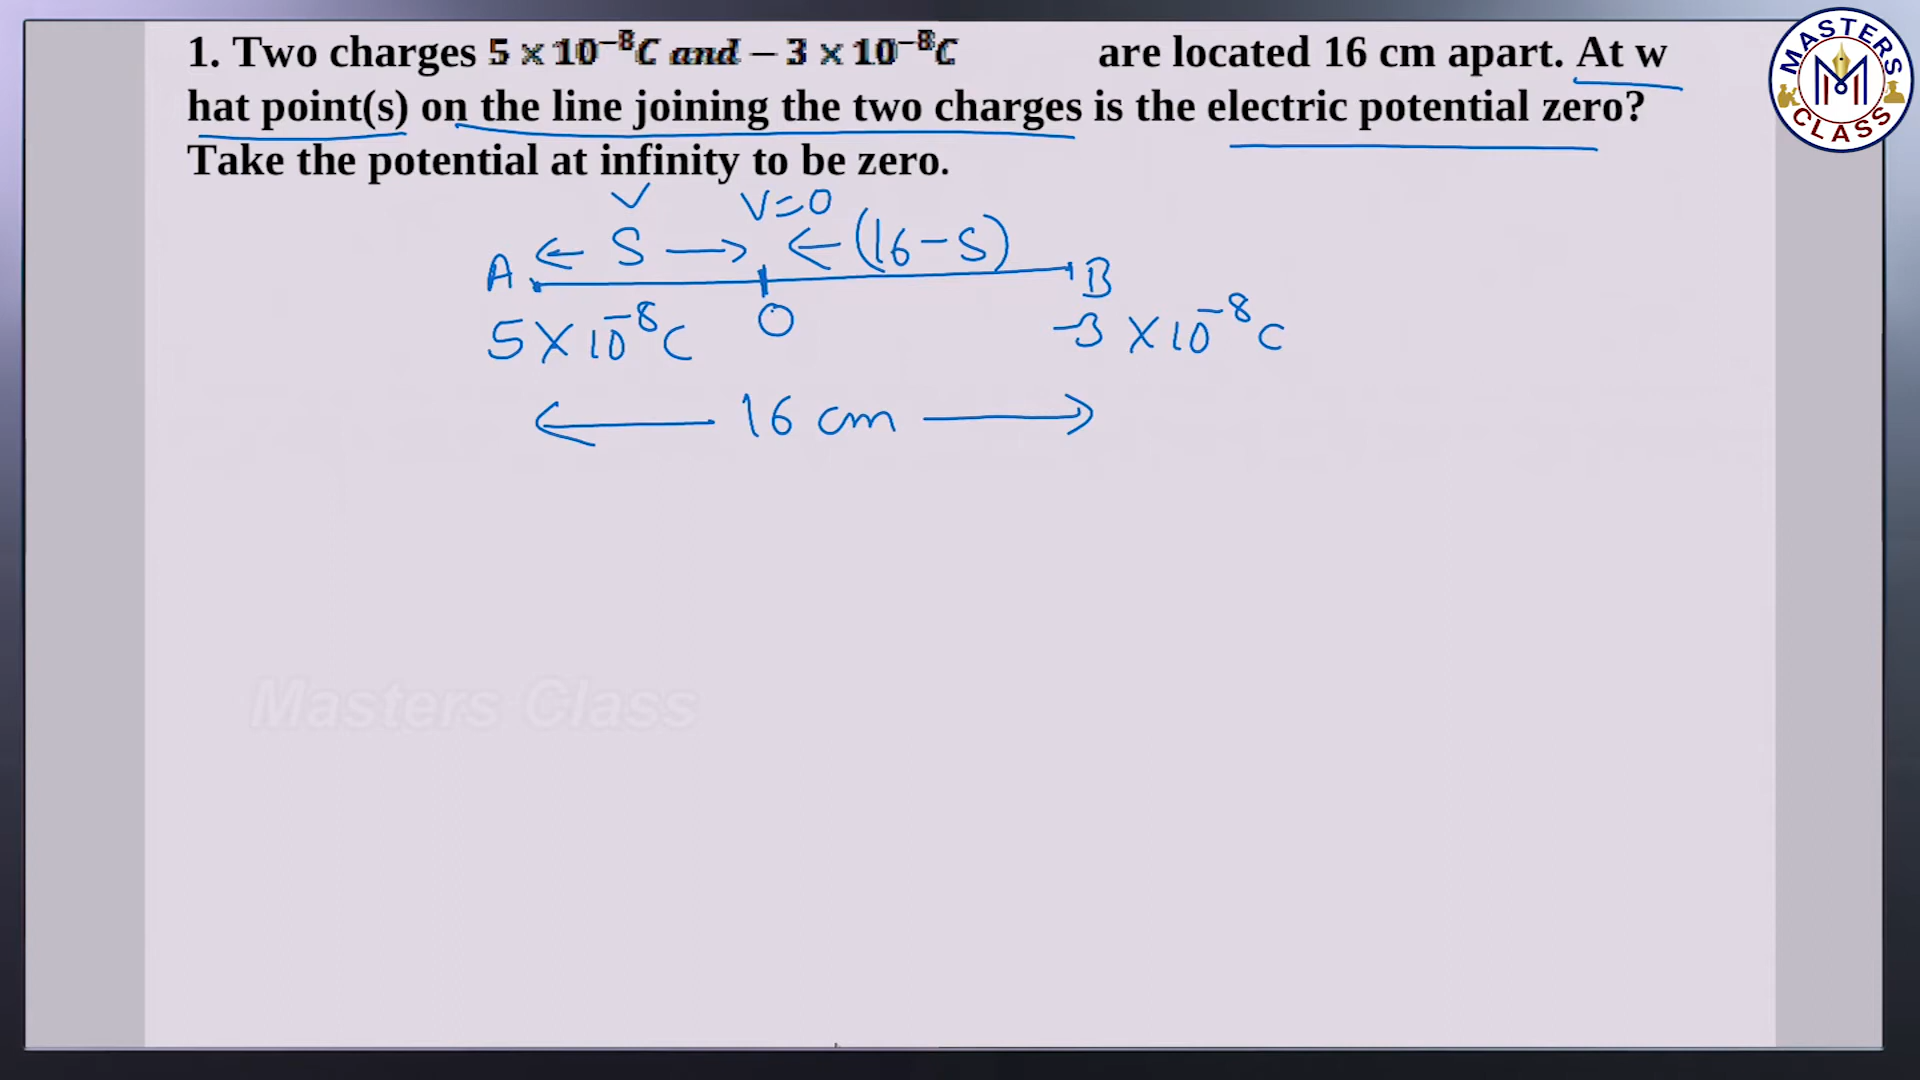 1. Two charges 5 × 10⁻⁸C and − 3 × 10⁻⁸C are located 16 cm apart. At w
hat point(s) on the line joining the two charges is the electric potential zero?
Take the potential at infinity to be zero.
V V=0
S (16-S)
A B
5 X 10⁻⁸ C O -3 X 10⁻⁸ C
16 cm
Masters Class
MASTERS
CLASS